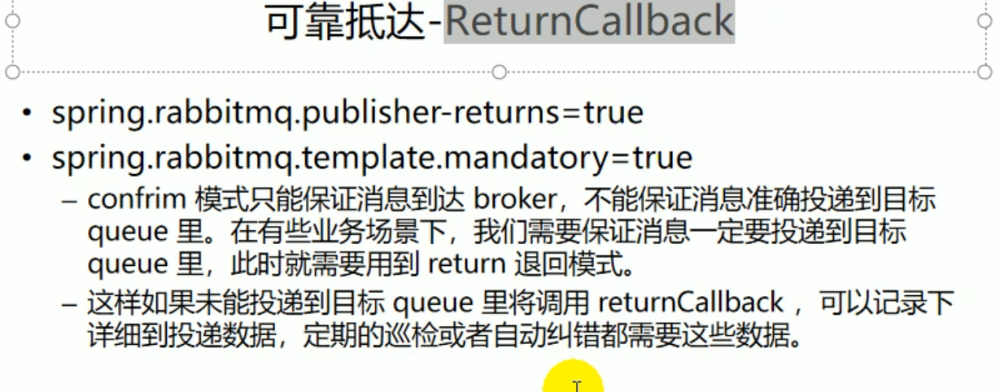 可靠抵达-ReturnCallback
• spring.rabbitmq.publisher-returns=true
• spring.rabbitmq.template.mandatory=true
– confrim 模式只能保证消息到达 broker，不能保证消息准确投递到目标
queue 里。在有些业务场景下，我们需要保证消息一定要投递到目标
queue 里，此时就需要用到 return 退回模式。
– 这样如果未能投递到目标 queue 里将调用 returnCallback ，可以记录下
详细到投递数据，定期的巡检或者自动纠错都需要这些数据。